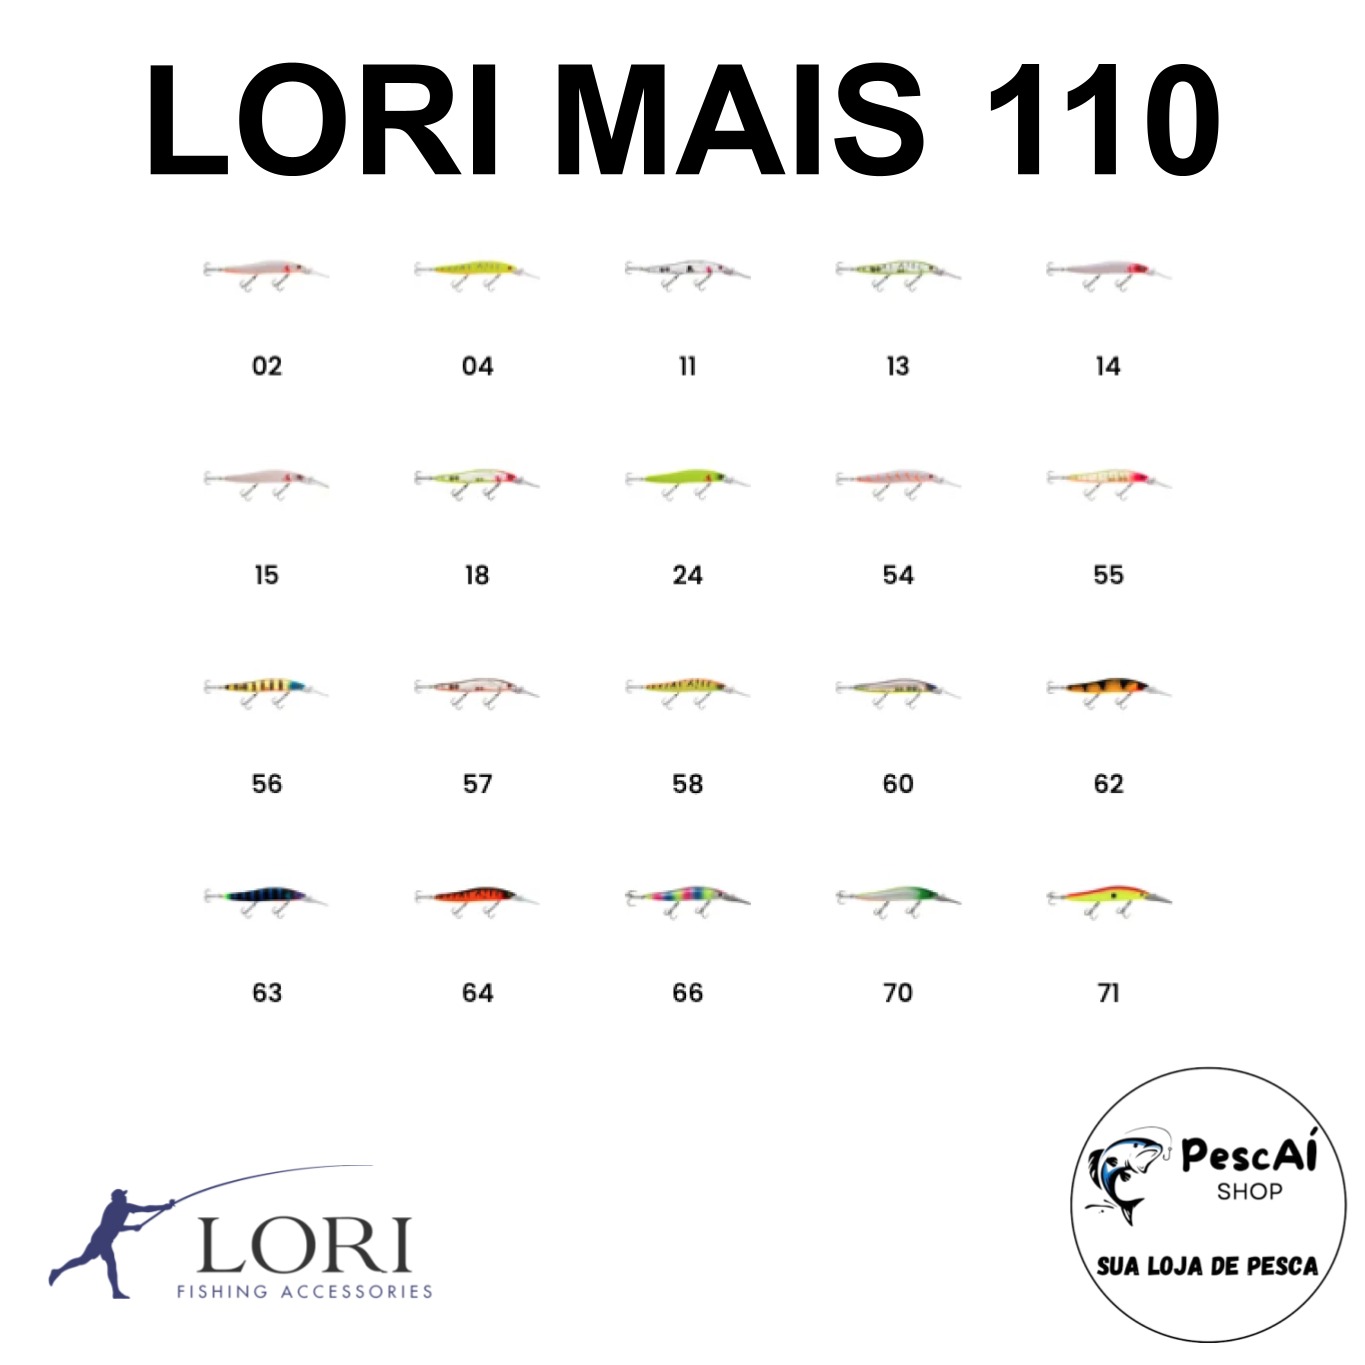 LORI MAIS 110
02 04 11 13 14
15 18 24 54 55
56 57 58 60 62
63 64 66 70 71
LORI
FISHING ACCESSORIES
PescAÍ
SHOP
SUA LOJA DE PESCA